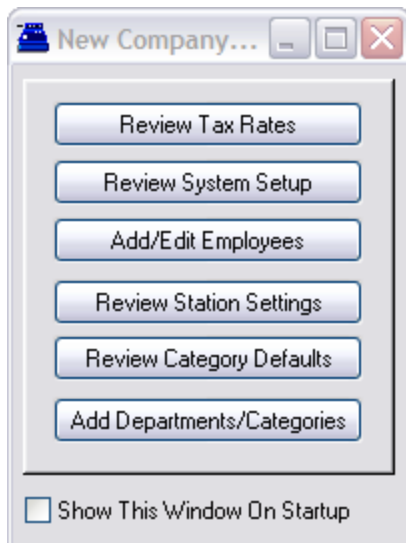 New Company...
Review Tax Rates
Review System Setup
Add/Edit Employees
Review Station Settings
Review Category Defaults
Add Departments/Categories
Show This Window On Startup